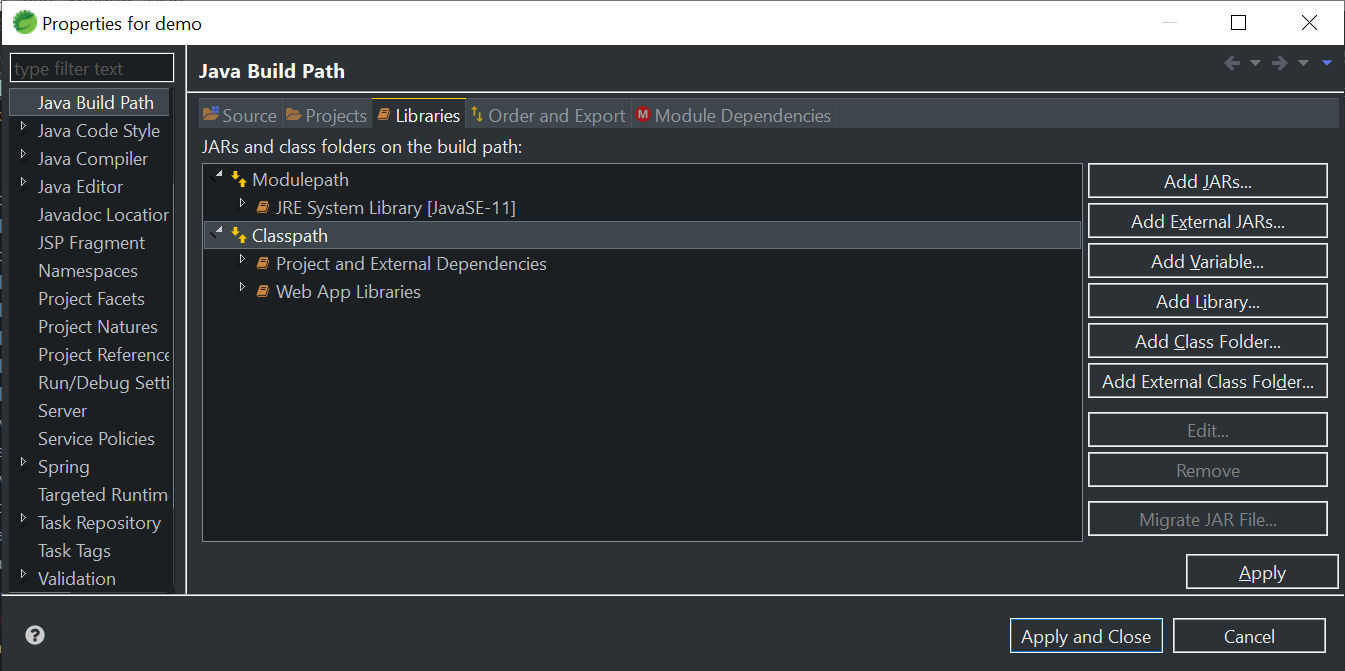 Properties for demo
type filter text
Java Build Path
Java Code Style
Java Compiler
Java Editor
Javadoc Location
JSP Fragment
Namespaces
Project Facets
Project Natures
Project Reference
Run/Debug Setti
Server
Service Policies
Spring
Targeted Runtim
Task Repository
Task Tags
Validation
Java Build Path
Source Projects Libraries Order and Export M Module Dependencies
JARs and class folders on the build path:
Modulepath
JRE System Library [JavaSE-11]
Classpath
Project and External Dependencies
Web App Libraries
Add JARs...
Add External JARs...
Add Variable...
Add Library...
Add Class Folder...
Add External Class Folder...
Edit...
Remove
Migrate JAR File...
Apply
?
Apply and Close Cancel